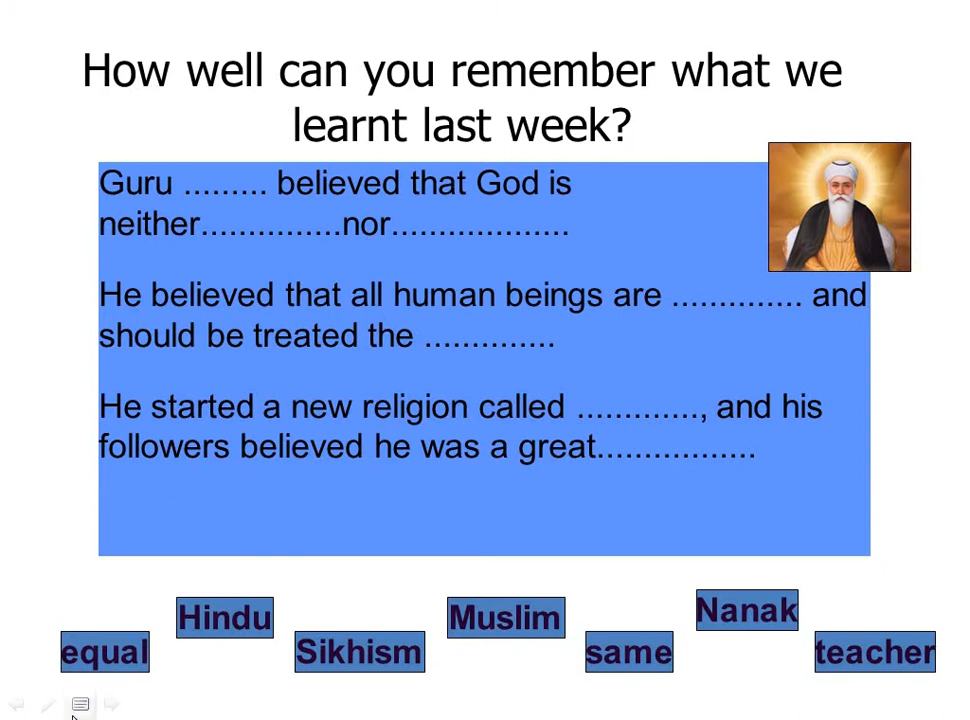 How well can you remember what we
learnt last week?
Guru ......... believed that God is
neither...............nor...................
He believed that all human beings are .............. and
should be treated the ..............
He started a new religion called ............., and his
followers believed he was a great.................
Hindu
Muslim
Nanak
equal
Sikhism
same
teacher